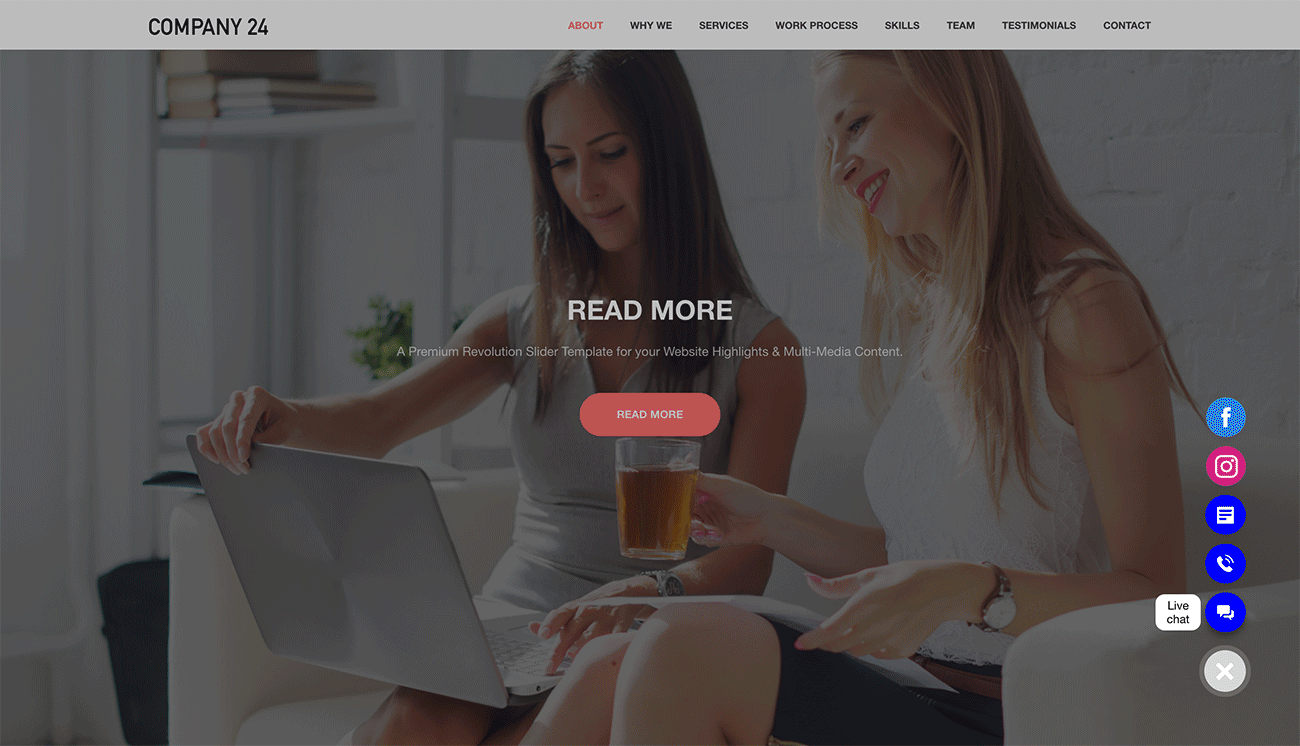 COMPANY 24
ABOUT WHY WE SERVICES WORK PROCESS SKILLS TEAM TESTIMONIALS CONTACT
READ MORE
A Premium Revolution Slider Template for your Website Highlights & Multi-Media Content.
READ MORE
Live
chat